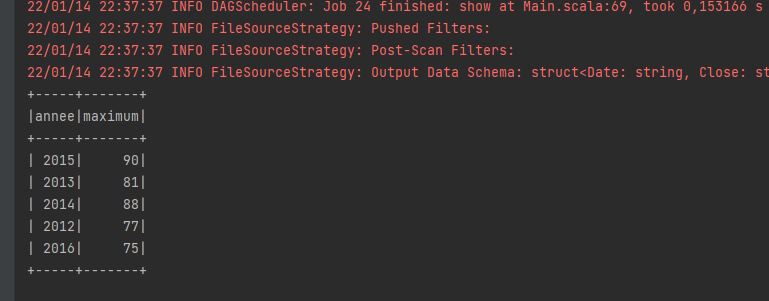 22/01/14 22:37:37 INFO DAGScheduler: Job 24 finished: show at Main.scala:69, took 0,153166 s
22/01/14 22:37:37 INFO FileSourceStrategy: Pushed Filters:
22/01/14 22:37:37 INFO FileSourceStrategy: Post-Scan Filters:
22/01/14 22:37:37 INFO FileSourceStrategy: Output Data Schema: struct<Date: string, Close: st
+-----+-------+
|annee|maximum|
+-----+-------+
| 2015|     90|
| 2013|     81|
| 2014|     88|
| 2012|     77|
| 2016|     75|
+-----+-------+